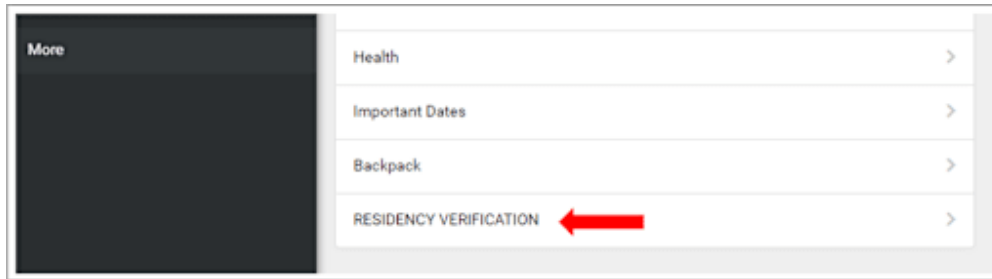 More
Health
Important Dates
Backpack
RESIDENCY VERIFICATION